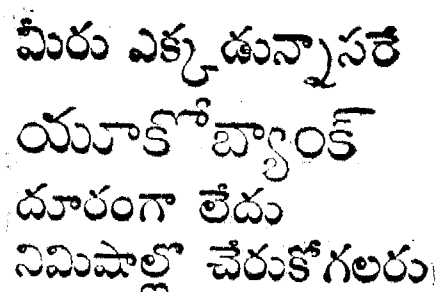 మీరు ఎక్కడున్నాసరే
యూకోబ్యాంక్
దూరంగా లేదు
నిమిషాల్లో చేరుకోగలరు